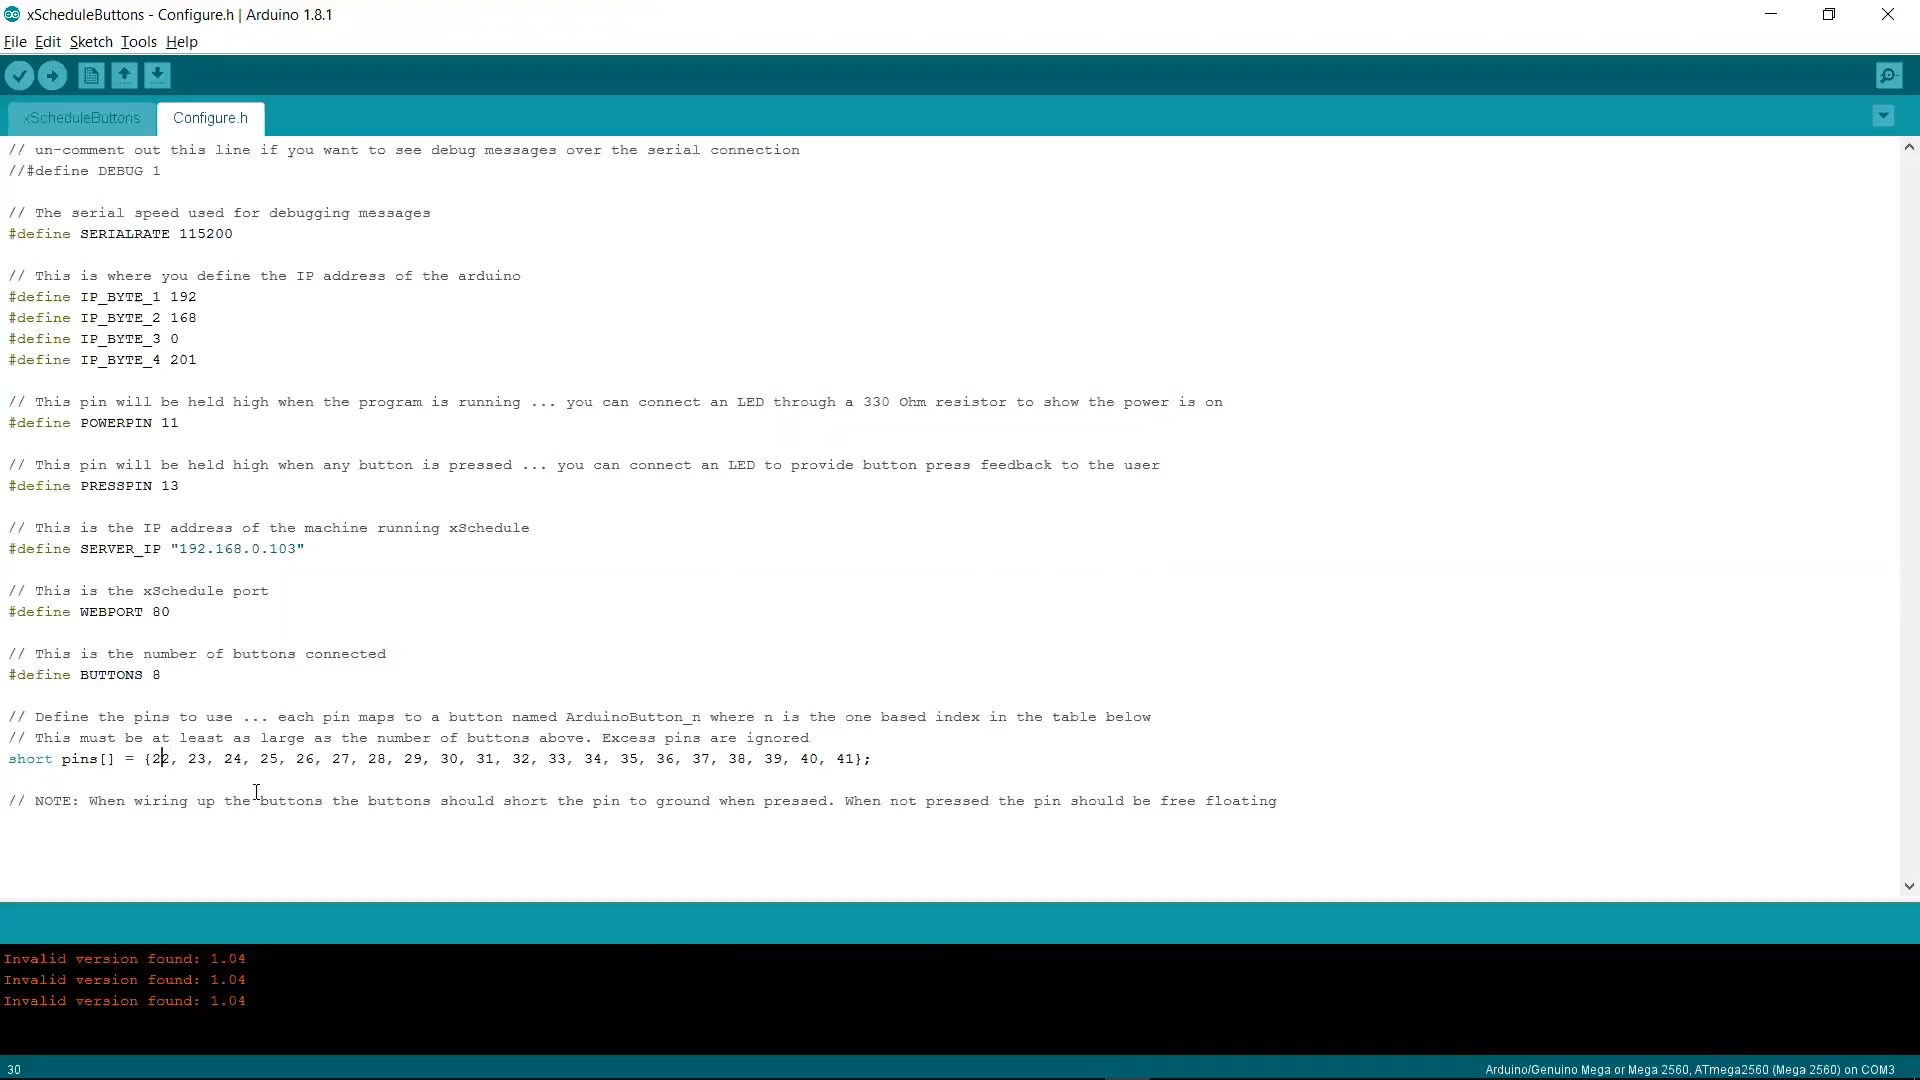 xScheduleButtons - Configure.h | Arduino 1.8.1
File Edit Sketch Tools Help
xScheduleButtons Configure.h
// un-comment out this line if you want to see debug messages over the serial connection
//#define DEBUG 1
// The serial speed used for debugging messages
#define SERIALRATE 115200
// This is where you define the IP address of the arduino
#define IP_BYTE_1 192
#define IP_BYTE_2 168
#define IP_BYTE_3 0
#define IP_BYTE_4 201
// This pin will be held high when the program is running ... you can connect an LED through a 330 Ohm resistor to show the power is on
#define POWERPIN 11
// This pin will be held high when any button is pressed ... you can connect an LED to provide button press feedback to the user
#define PRESSPIN 13
// This is the IP address of the machine running xSchedule
#define SERVER_IP "192.168.0.103"
// This is the xSchedule port
#define WEBPORT 80
// This is the number of buttons connected
#define BUTTONS 8
// Define the pins to use ... each pin maps to a button named ArduinoButton_n where n is the one based index in the table below
// This must be at least as large as the number of buttons above. Excess pins are ignored
short pins[] = {22, 23, 24, 25, 26, 27, 28, 29, 30, 31, 32, 33, 34, 35, 36, 37, 38, 39, 40, 41};
// NOTE: When wiring up the buttons the buttons should short the pin to ground when pressed. When not pressed the pin should be free floating
Invalid version found: 1.04
Invalid version found: 1.04
Invalid version found: 1.04
30 Arduino/Genuino Mega or Mega 2560, ATmega2560 (Mega 2560) on COM3